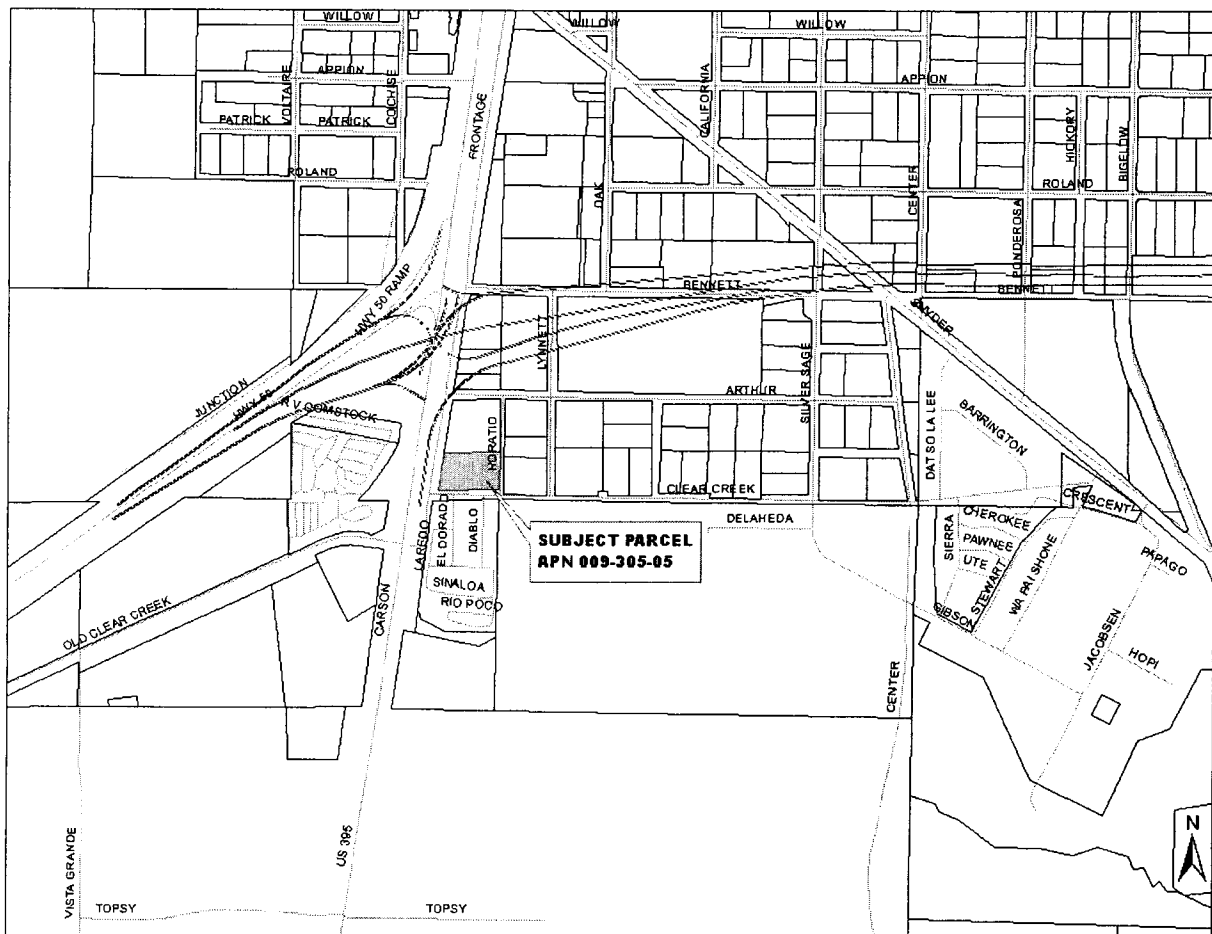 WILLOW
WILLOW
WILLOW
APPION
APPION
VOLTAIRE
COCHISE
FRONTAGE
CALIFORNIA
PATRICK
PATRICK
HICKORY
BIGELOW
ROLAND
ROLAND
OAK
CENTER
PONDEROSA
HWY 50 RAMP
BENNETT
BENNETT
SNYDER
LYNNETT
JUNCTION
HWY 50
R V COMSTOCK
ARTHUR
SILVER SAGE
DAT SO LA LEE
BARRINGTON
HORATIO
CLEAR CREEK
CRESCENT
DELAHEDA
CHEROKEE
SIERRA
PAWNEE
UTE
STEWART
WA PAI SHONE
PAPAGO
SUBJECT PARCEL
APN 009-305-05
LAREDO
EL DORADO
DIABLO
SINALOA
RIO POCO
CARSON
OLD CLEAR CREEK
GIBSON
JACOBSEN
HOPI
CENTER
N
US 395
VISTA GRANDE
TOPSY
TOPSY